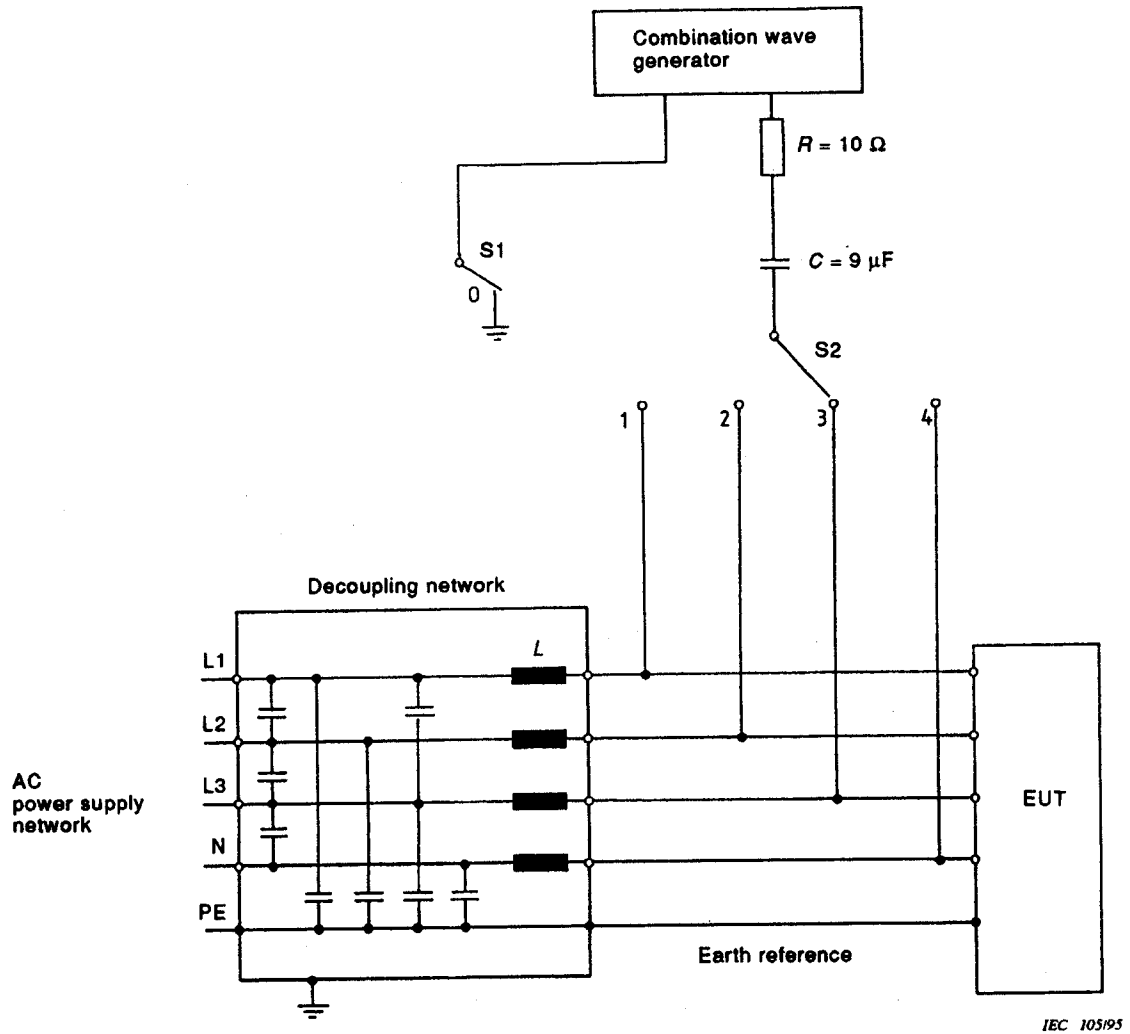 Combination wave
generator
R = 10 Ω
S1
0
C = 9 µF
S2
1
2
3
4
Decoupling network
L1
L
L2
AC
power supply
network
L3
EUT
N
PE
Earth reference
IEC 105/95